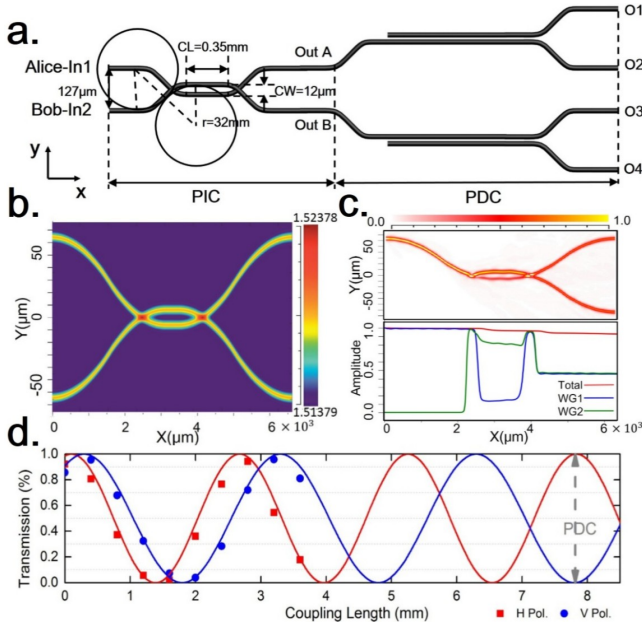 a.
CL=0.35mm
Alice-In1
127μm
Bob-In2
r=32mm
CW=12μm
Out A
Out B
O1
O2
O3
O4
y
x
PIC
PDC
b.
1.52378
1.51379
Y(μm)
50
0
-50
0
2
4
6 × 10³
X(μm)
c.
0.0
1.0
Y(μm)
50
0
-50
Amplitude
1.0
0.5
0.0
Total
WG1
WG2
0
2
4
6 × 10³
X(μm)
d.
Transmission (%)
1.0
0.8
0.6
0.4
0.2
0.0
PDC
0
1
2
3
4
5
6
7
8
Coupling Length (mm)
H Pol.
V Pol.